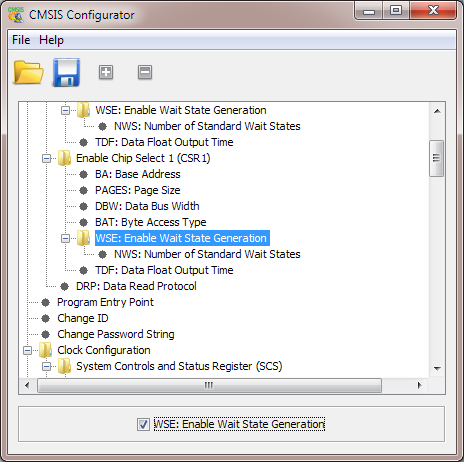 CMSIS Configurator
File Help
WSE: Enable Wait State Generation
NWS: Number of Standard Wait States
TDF: Data Float Output Time
Enable Chip Select 1 (CSR1)
BA: Base Address
PAGES: Page Size
DBW: Data Bus Width
BAT: Byte Access Type
WSE: Enable Wait State Generation
NWS: Number of Standard Wait States
TDF: Data Float Output Time
DRP: Data Read Protocol
Program Entry Point
Change ID
Change Password String
Clock Configuration
System Controls and Status Register (SCS)
WSE: Enable Wait State Generation